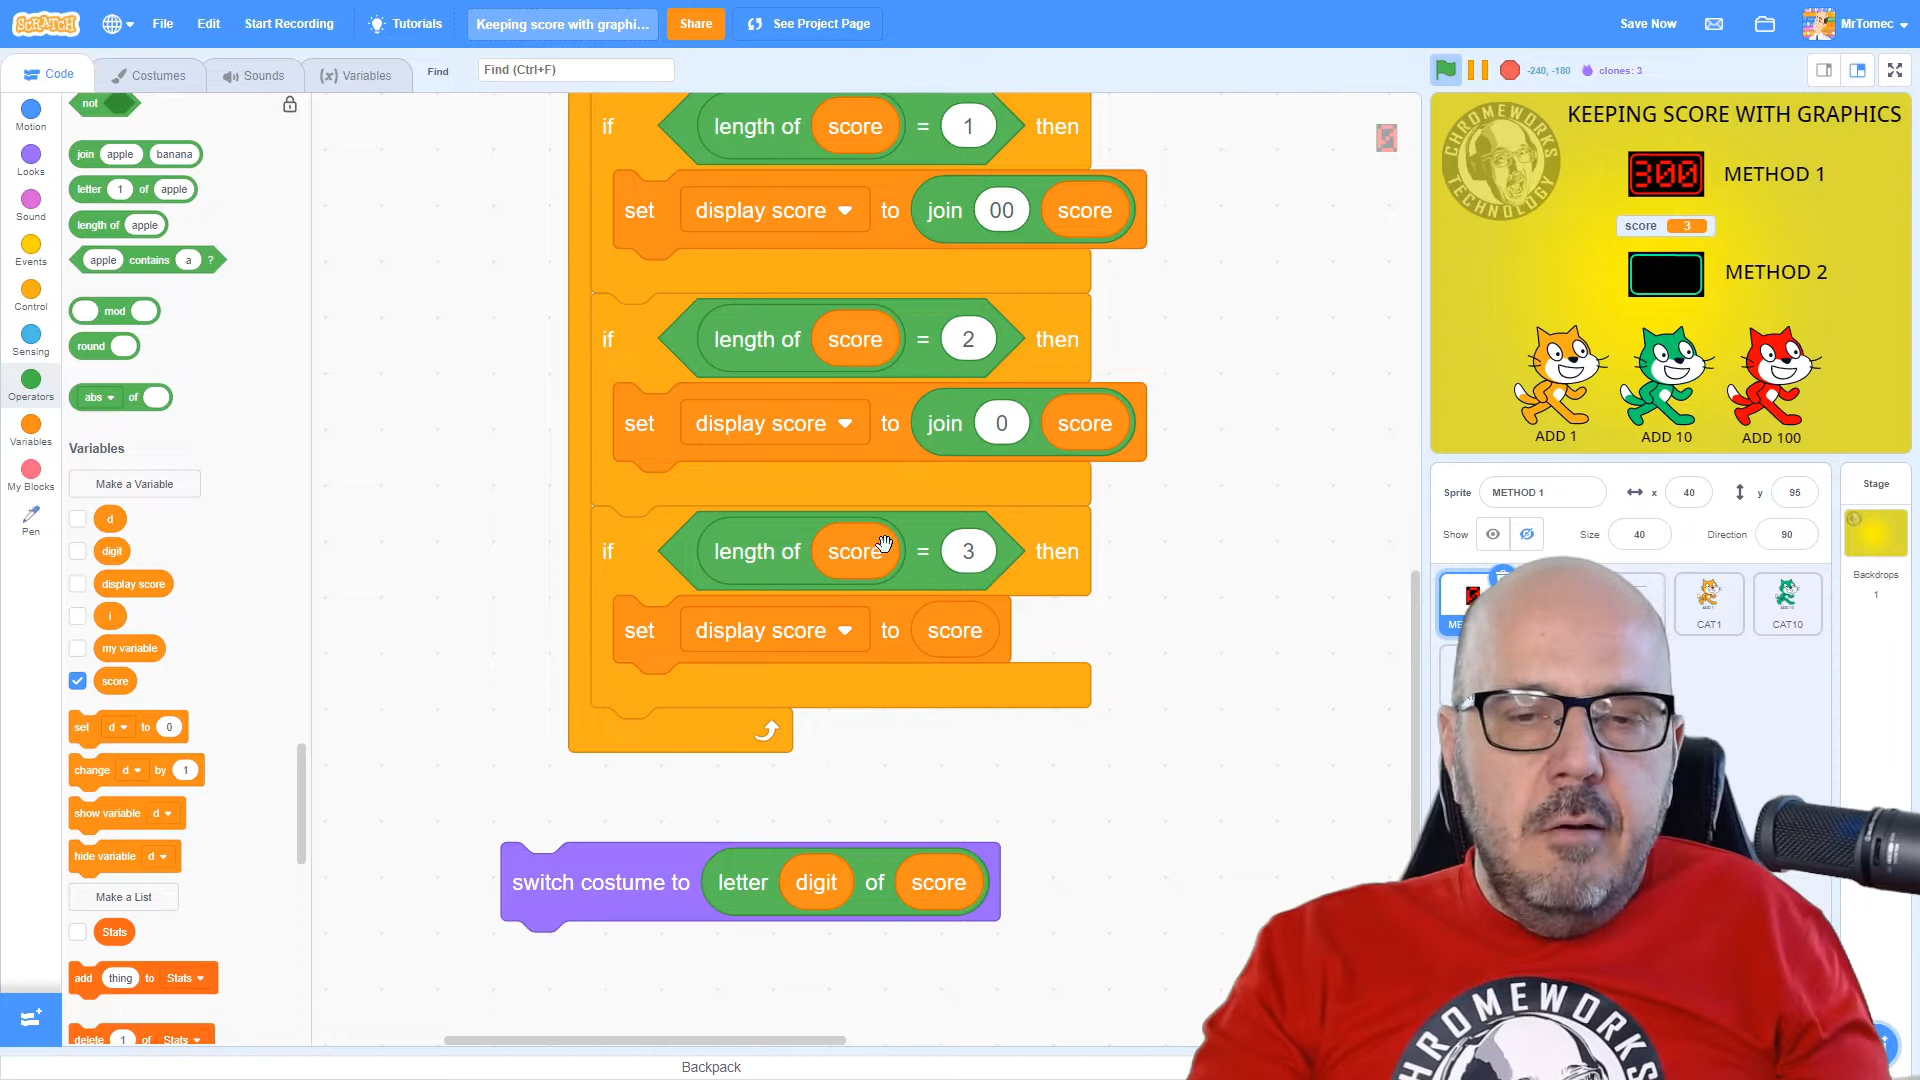 SCRATCH
File
Edit
Start Recording
Tutorials
Keeping score with graphi...
Share
See Project Page
Save Now
MrTomec
Code
Costumes
Sounds
(x) Variables
Find
Find (Ctrl+F)
-240, -180
clones: 3
Motion
Looks
Sound
Events
Control
Sensing
Operators
Variables
My Blocks
Pen
not
join apple banana
letter 1 of apple
length of apple
apple contains a ?
mod
round
abs of
Variables
Make a Variable
d
digit
display score
i
my variable
score
set d to 0
change d by 1
show variable d
hide variable d
Make a List
Stats
add thing to Stats
delete 1 of Stats
if length of score = 1 then
set display score to join 00 score
if length of score = 2 then
set display score to join 0 score
if length of score = 3 then
set display score to score
switch costume to letter digit of score
Backpack
0
CHROMEWORKS
TECHNOLOGY
KEEPING SCORE WITH GRAPHICS
300
METHOD 1
score 3
METHOD 2
ADD 1
ADD 10
ADD 100
Sprite METHOD 1 x 40 y 95
Show Size 40 Direction 90
Stage
Backdrops
1
CAT1
CAT10
CHROMEWORKS